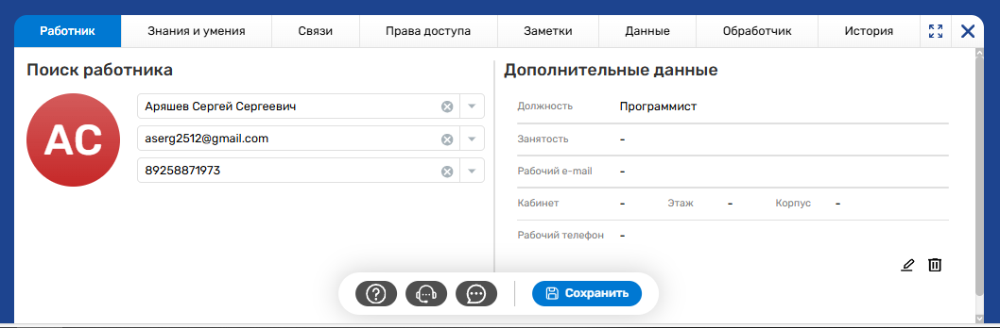 Работник Знания и умения Связи Права доступа Заметки Данные Обработчик История
Поиск работника
АС
Аряшев Сергей Сергеевич
aserg2512@gmail.com
89258871973
Дополнительные данные
Должность Программист
Занятость -
Рабочий e-mail -
Кабинет - Этаж - Корпус -
Рабочий телефон -
Сохранить